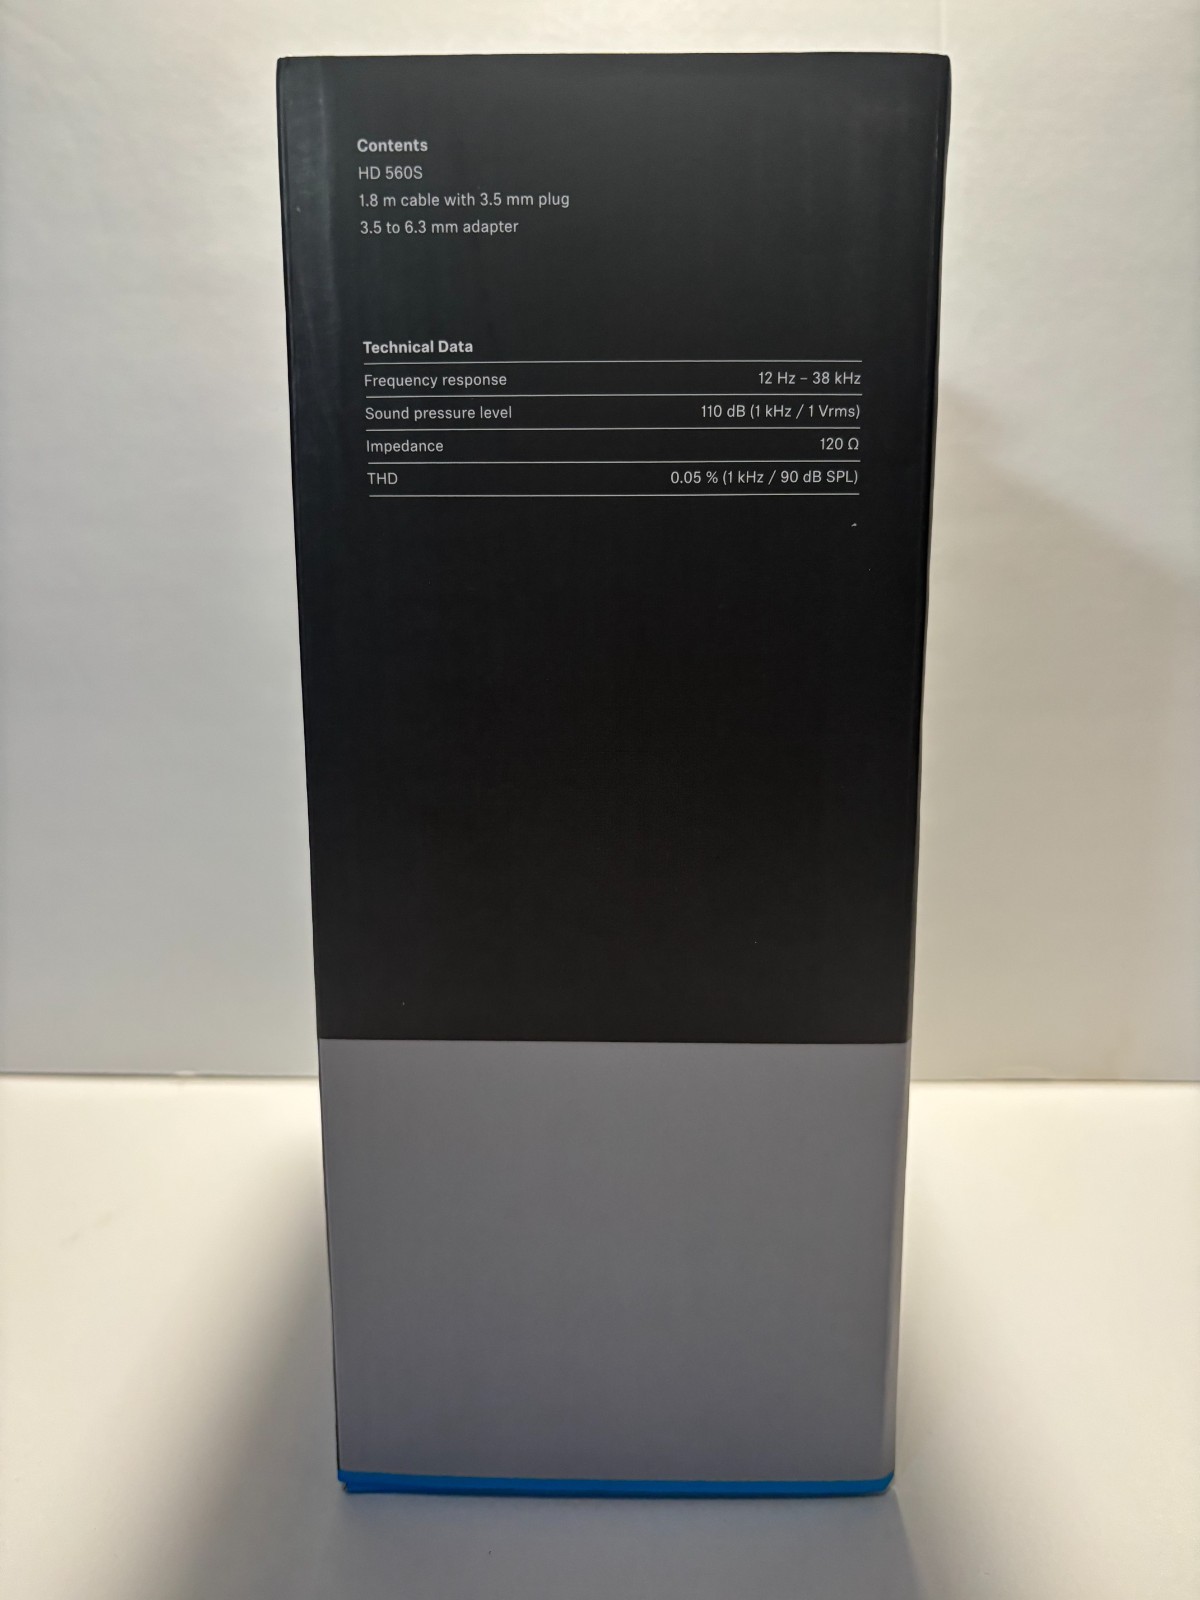 Contents
HD 560S
1.8 m cable with 3.5 mm plug
3.5 to 6.3 mm adapter
Technical Data
Frequency response 12 Hz – 38 kHz
Sound pressure level 110 dB (1 kHz / 1 Vrms)
Impedance 120 Ω
THD 0.05 % (1 kHz / 90 dB SPL)